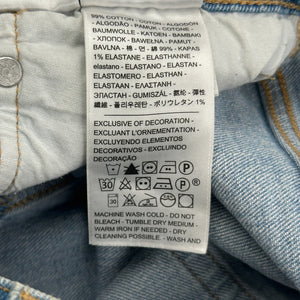 99% COTTON - COTON - ALGODÓN
- ALGODÃO - PAMUK - COTONE -
BAUMWOLLE - KATOEN - BAMBAKI
- ХЛОПОК - BAWEŁNA - PAMUT -
BAVLNA - 棉 - 면 - 綿 - KAPAS
1% ELASTANE - ELASTHANNE -
elastano - ELASTANO - ELASTAN -
ELASTOMERO - ELASTHAN -
ELASTAAN - ELASTAN -
ЭЛАСТАН - GUMISZÁL - 氨纶 - 彈性
纖維 - 폴리우레탄 - ポリウレタン 1%
EXCLUSIVE OF DECORATION -
EXCLUANT L'ORNEMENTATION -
EXCLUYENDO ELEMENTOS
DECORATIVOS - EXCLUINDO
DECORAÇÃO
P
30
MACHINE WASH COLD - DO NOT
BLEACH - TUMBLE DRY MEDIUM -
WARM IRON IF NEEDED - DRY
CLEANING POSSIBLE - WASH AND